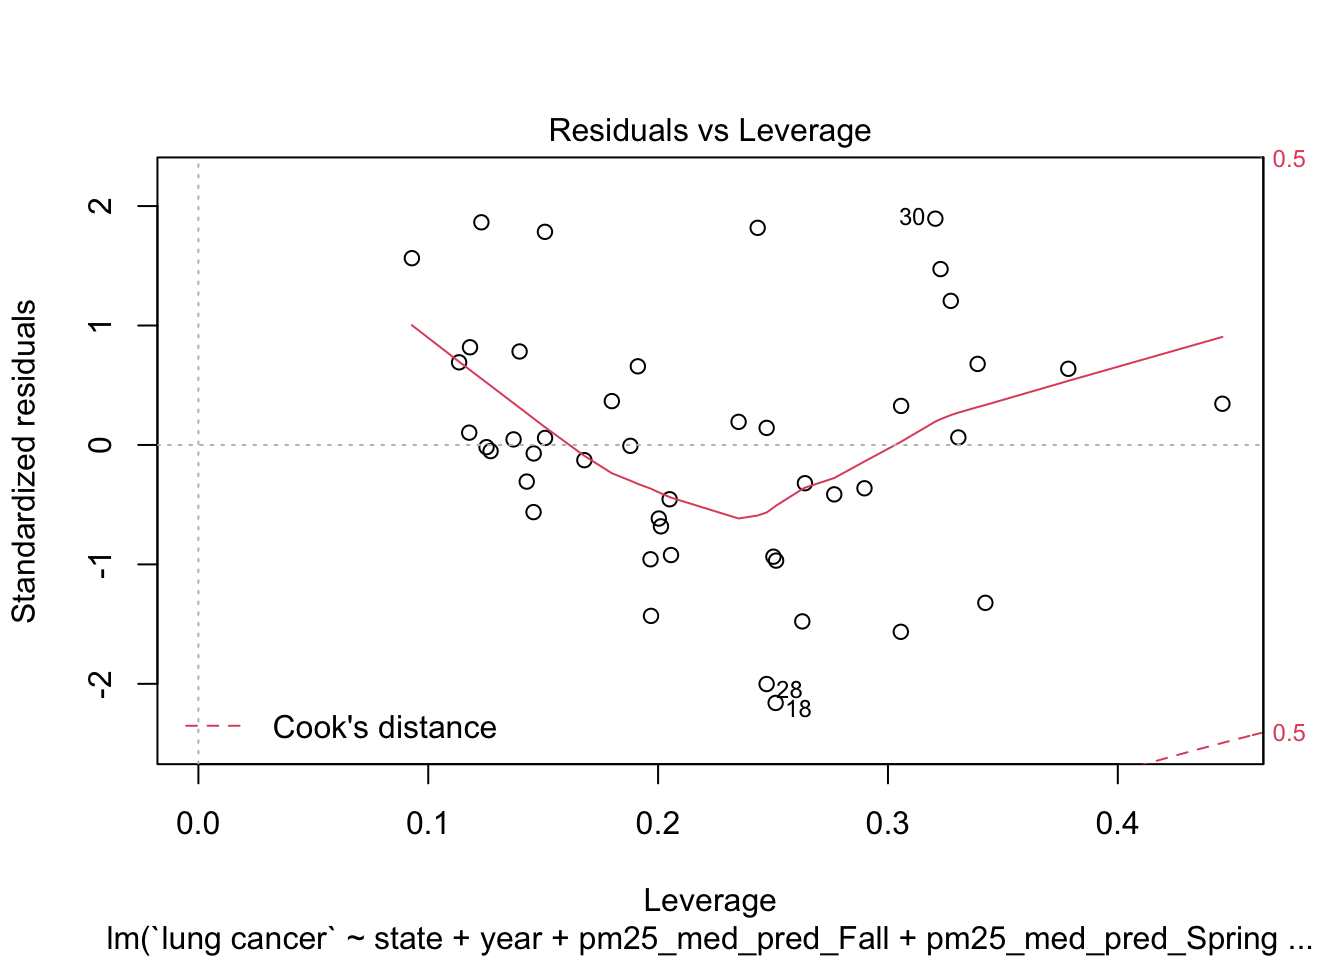 Residuals vs Leverage
0.5
2
30
1
Standardized residuals
0
-1
-2
28
18
Cook's distance
0.5
0.0 0.1 0.2 0.3 0.4
Leverage
lm(`lung cancer` ~ state + year + pm25_med_pred_Fall + pm25_med_pred_Spring ...